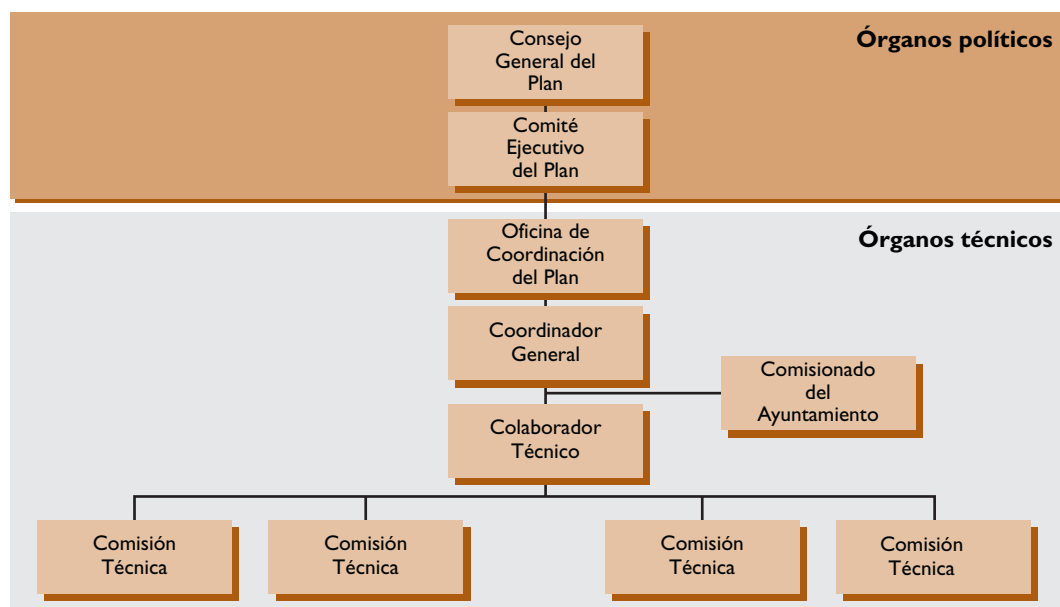 Órganos políticos
Consejo
General del
Plan
Comité
Ejecutivo
del Plan
Órganos técnicos
Oficina de
Coordinación
del Plan
Coordinador
General
Comisionado
del
Ayuntamiento
Colaborador
Técnico
Comisión
Técnica
Comisión
Técnica
Comisión
Técnica
Comisión
Técnica